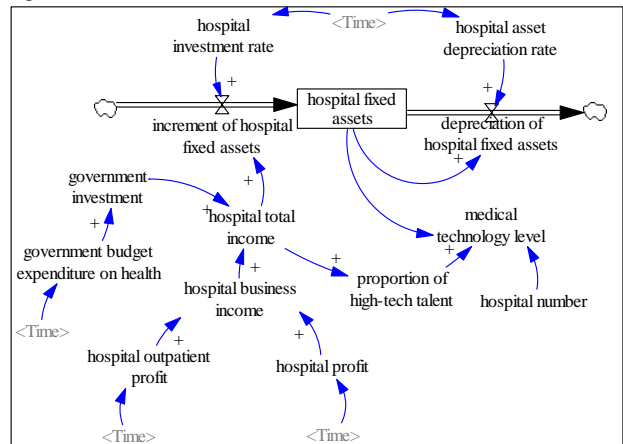 hospital
investment rate
<Time>
hospital asset
depreciation rate
+
+
hospital fixed
assets
increment of hospital
fixed assets
depreciation of
hospital fixed assets
+
+
government
investment
+
+
hospital total
income
medical
technology level
+
government budget
expenditure on health
+
+
proportion of
high-tech talent
hospital number
hospital business
income
<Time>
+
+
hospital outpatient
profit
hospital profit
<Time>
<Time>